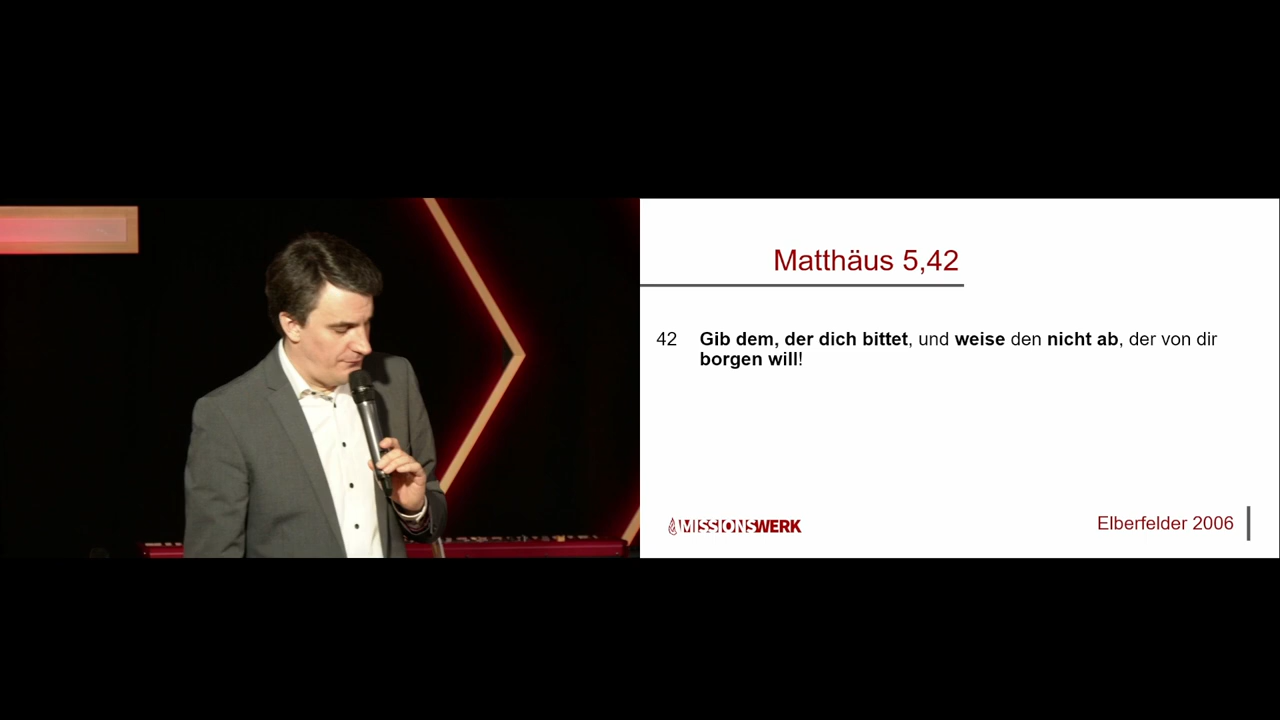 Matthäus 5,42
42 Gib dem, der dich bittet, und weise den nicht ab, der von dir
borgen will!
MISSIONSWERK
Elberfelder 2006